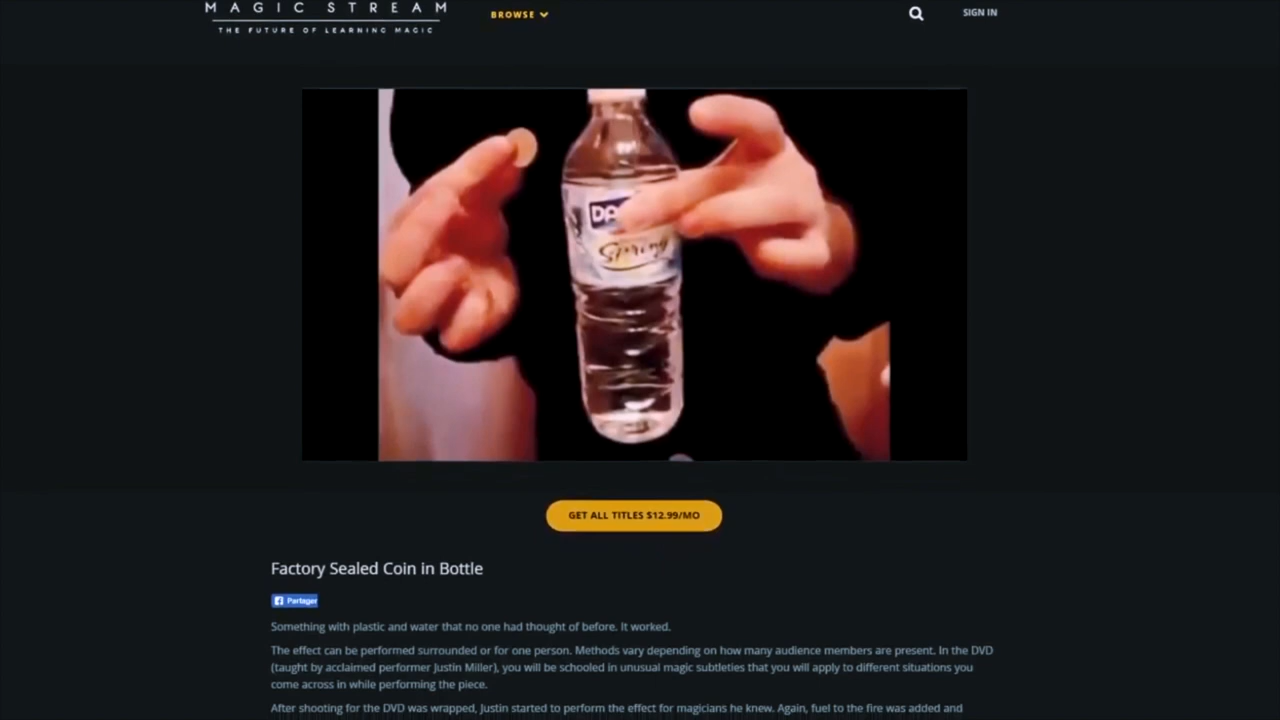 MAGIC STREAM
THE FUTURE OF LEARNING MAGIC
BROWSE
SIGN IN
Spring
GET ALL TITLES $12.99/MO
Factory Sealed Coin in Bottle
Partager
Something with plastic and water that no one had thought of before. It worked.
The effect can be performed surrounded or for one person. Methods vary depending on how many audience members are present. In the DVD
(taught by acclaimed performer Justin Miller), you will be schooled in unusual magic subtleties that you will apply to different situations you
come across in while performing the piece.
After shooting for the DVD was wrapped, Justin started to perform the effect for magicians he knew. Again, fuel to the fire was added and